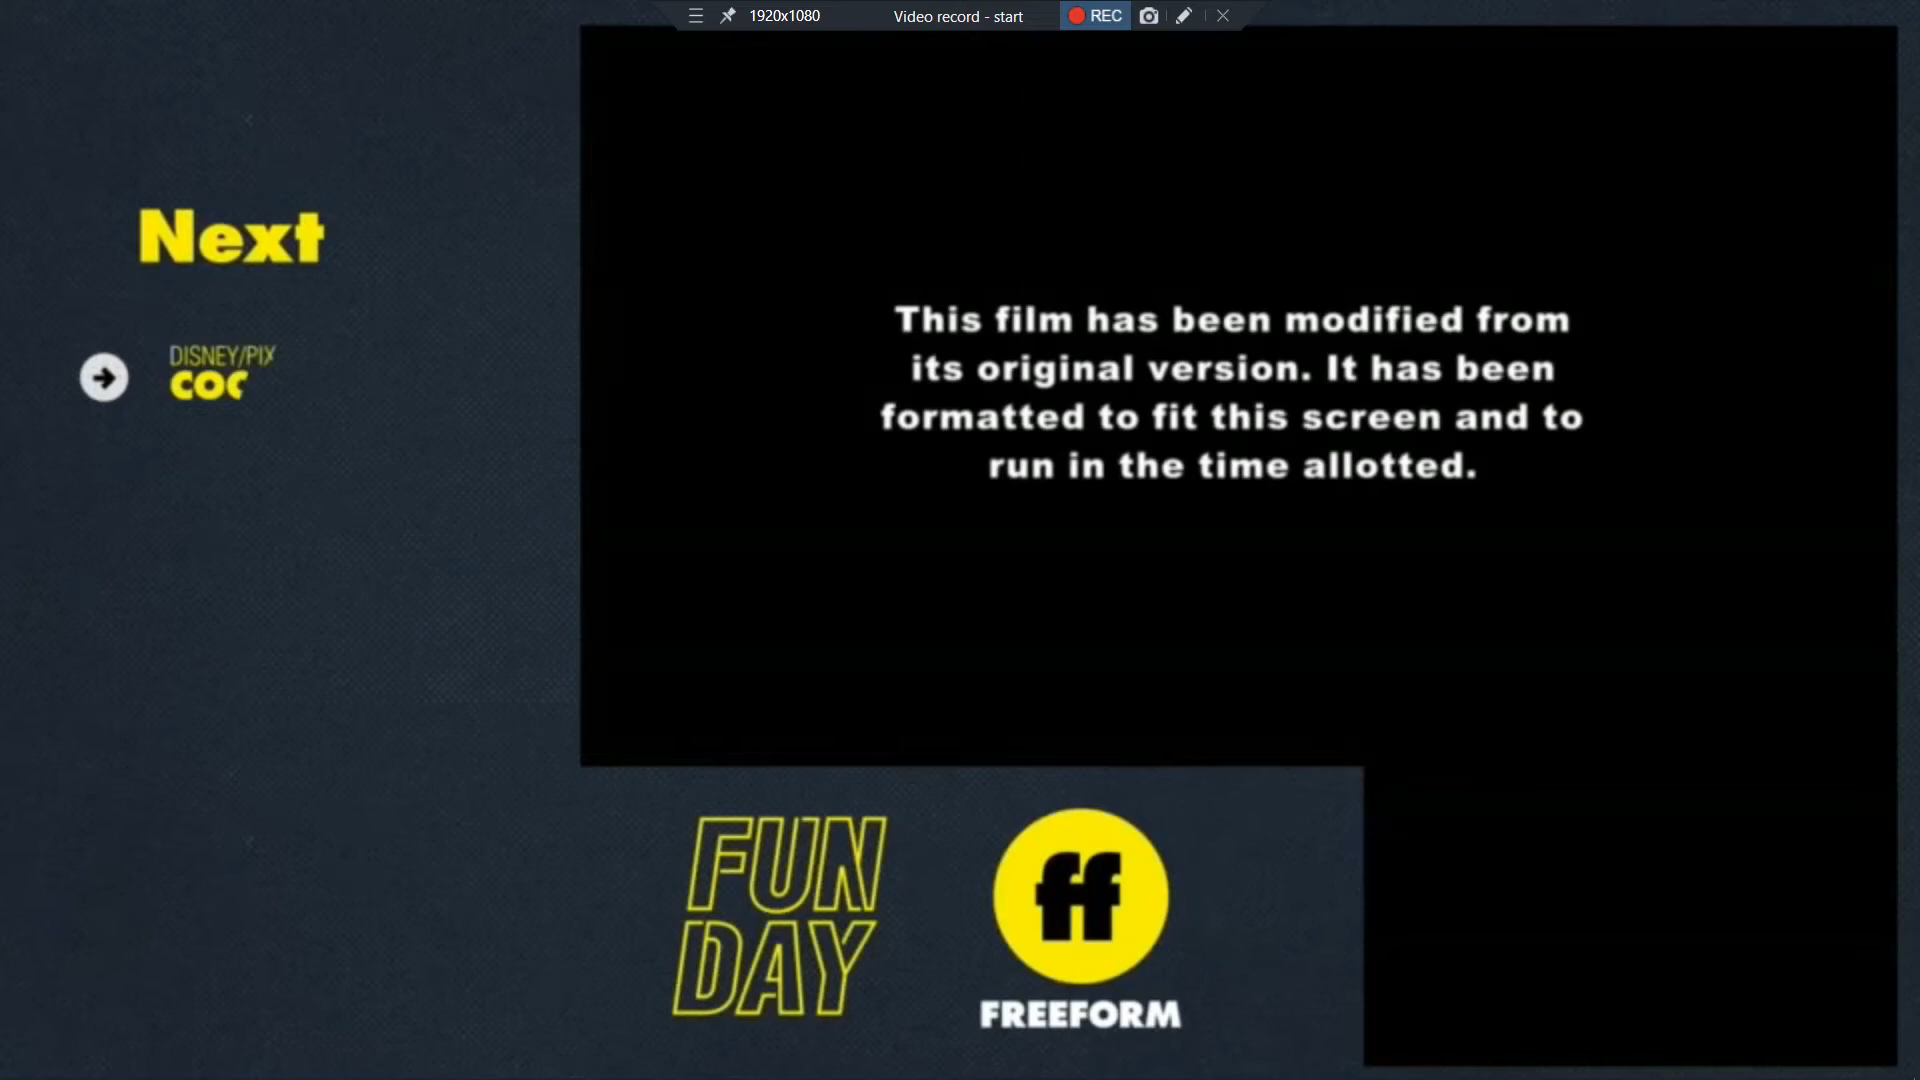 1920x1080 Video record - start REC
Next
DISNEY/PIX
COC
This film has been modified from
its original version. It has been
formatted to fit this screen and to
run in the time allotted.
FUN
DAY
ff
FREEFORM